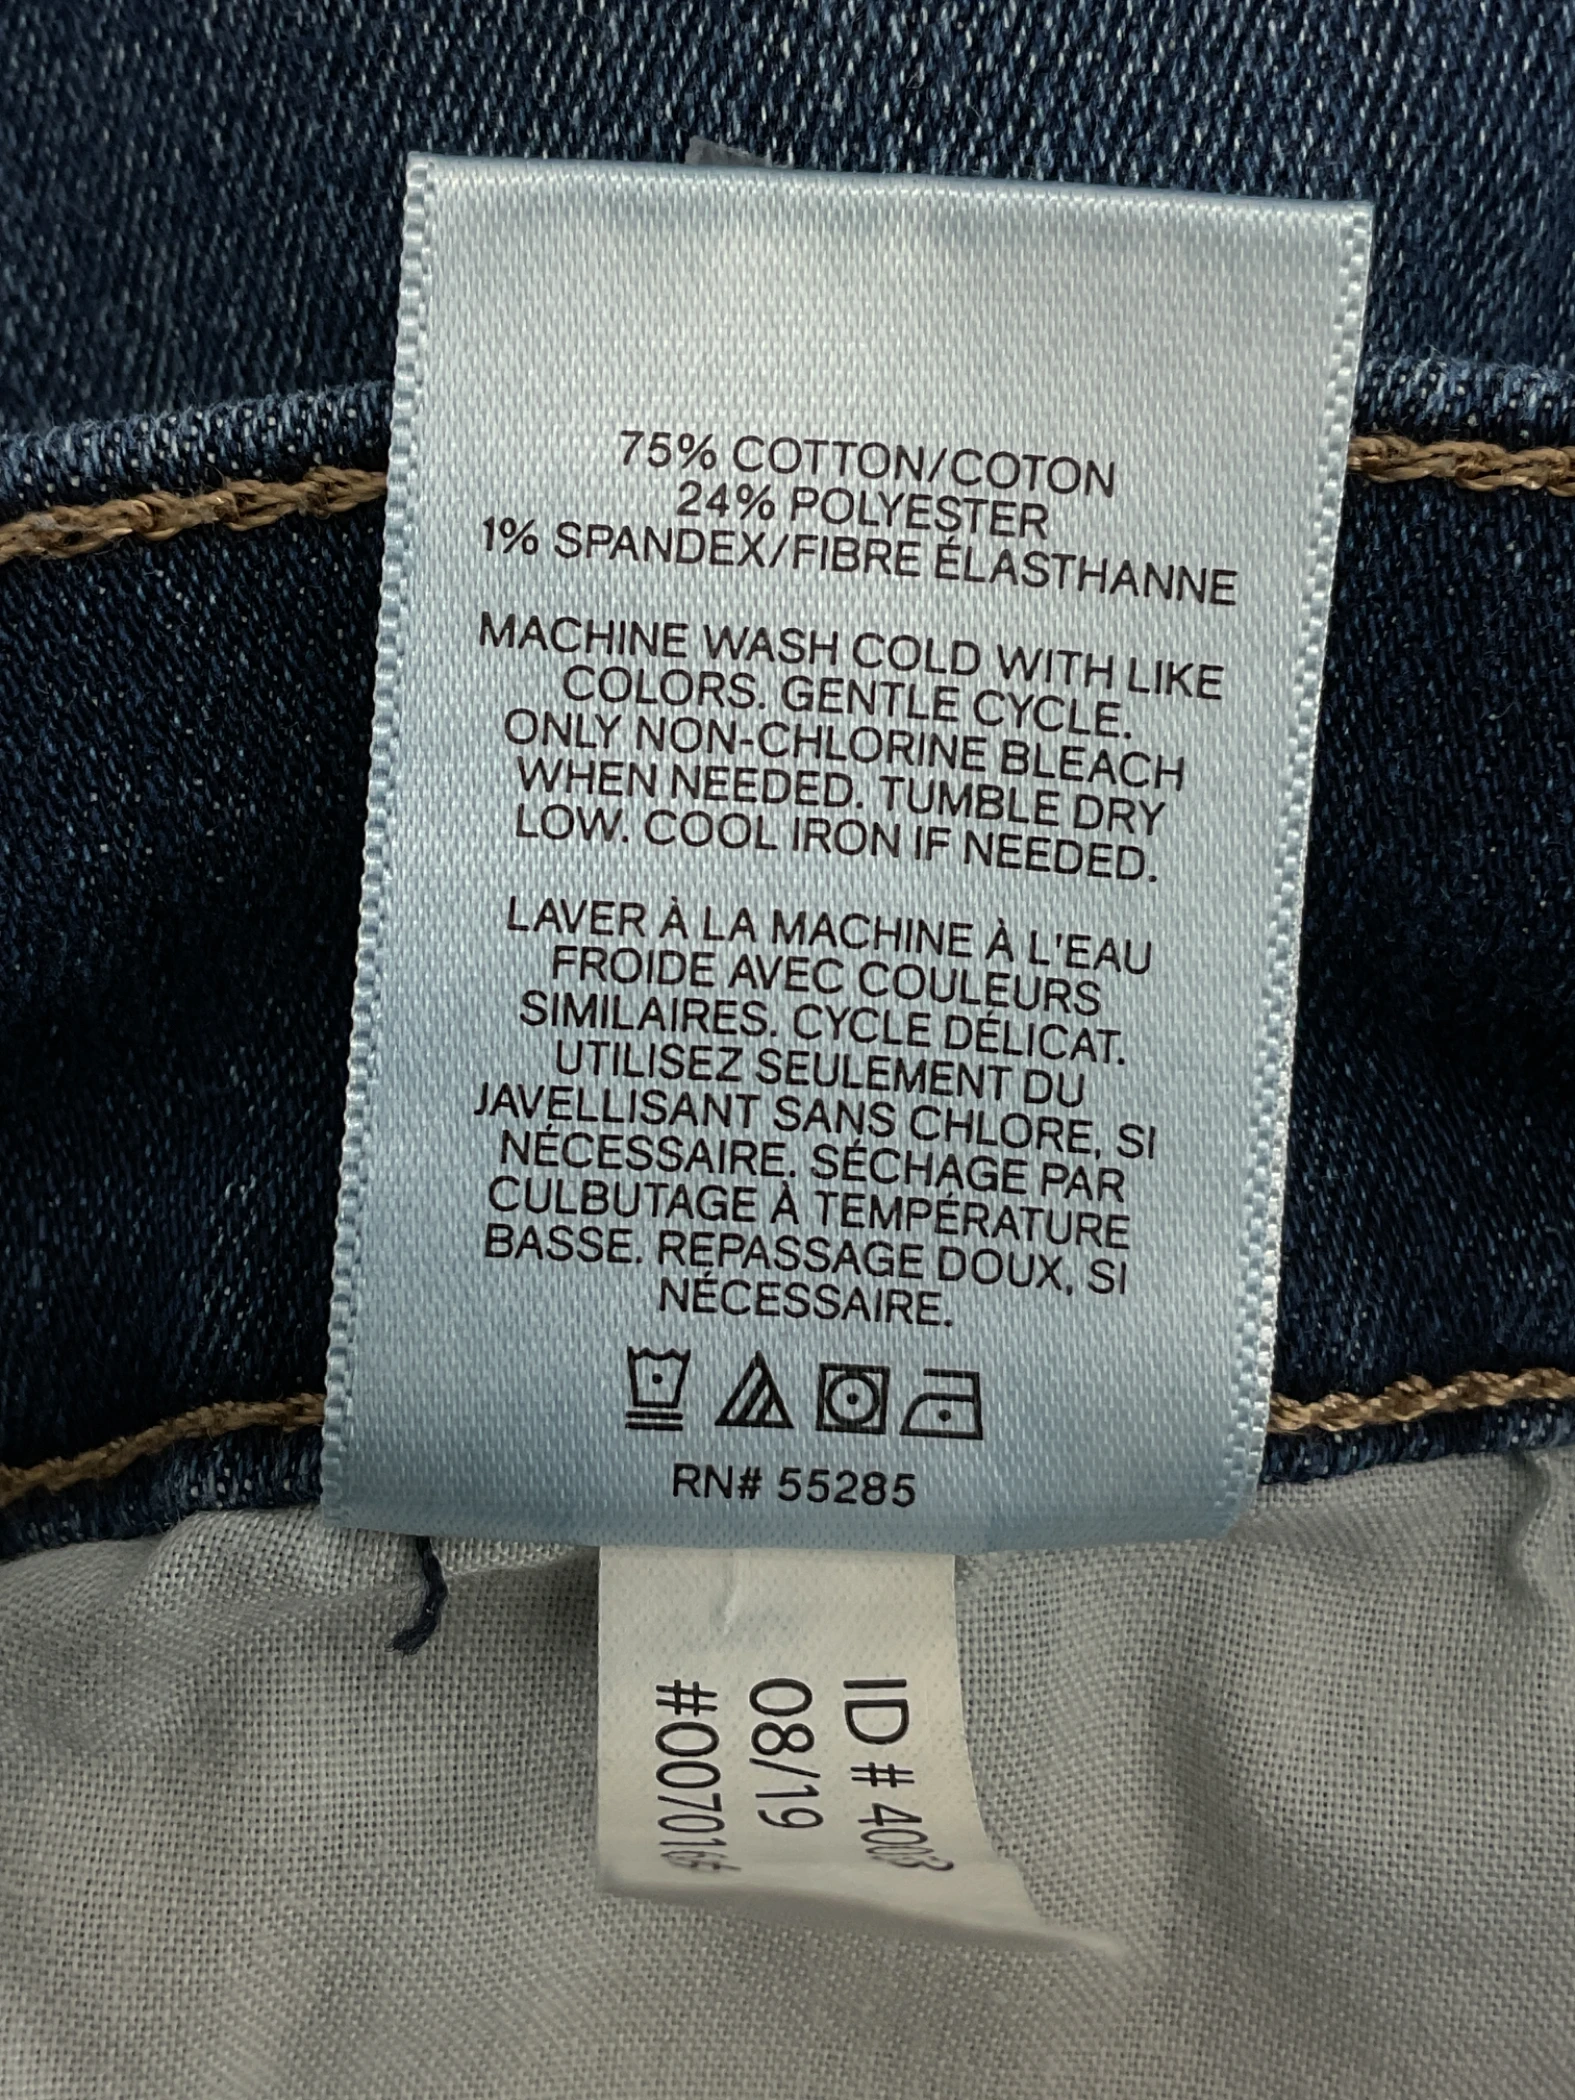 75% COTTON/COTON
24% POLYESTER
1% SPANDEX/FIBRE ÉLASTHANNE
MACHINE WASH COLD WITH LIKE
COLORS. GENTLE CYCLE.
ONLY NON-CHLORINE BLEACH
WHEN NEEDED. TUMBLE DRY
LOW. COOL IRON IF NEEDED.
LAVER À LA MACHINE À L'EAU
FROIDE AVEC COULEURS
SIMILAIRES. CYCLE DÉLICAT.
UTILISEZ SEULEMENT DU
JAVELLISANT SANS CHLORE, SI
NÉCESSAIRE. SÉCHAGE PAR
CULBUTAGE À TEMPÉRATURE
BASSE. REPASSAGE DOUX, SI
NÉCESSAIRE.
RN# 55285
ID #
08/19